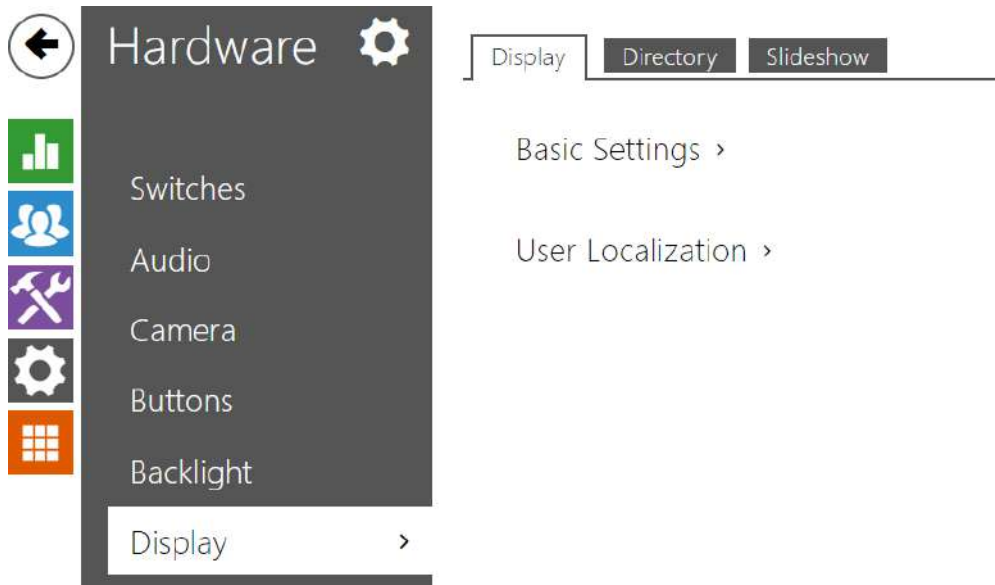 Hardware
Switches
Audio
Camera
Buttons
Backlight
Display
Display
Directory
Slideshow
Basic Settings
User Localization